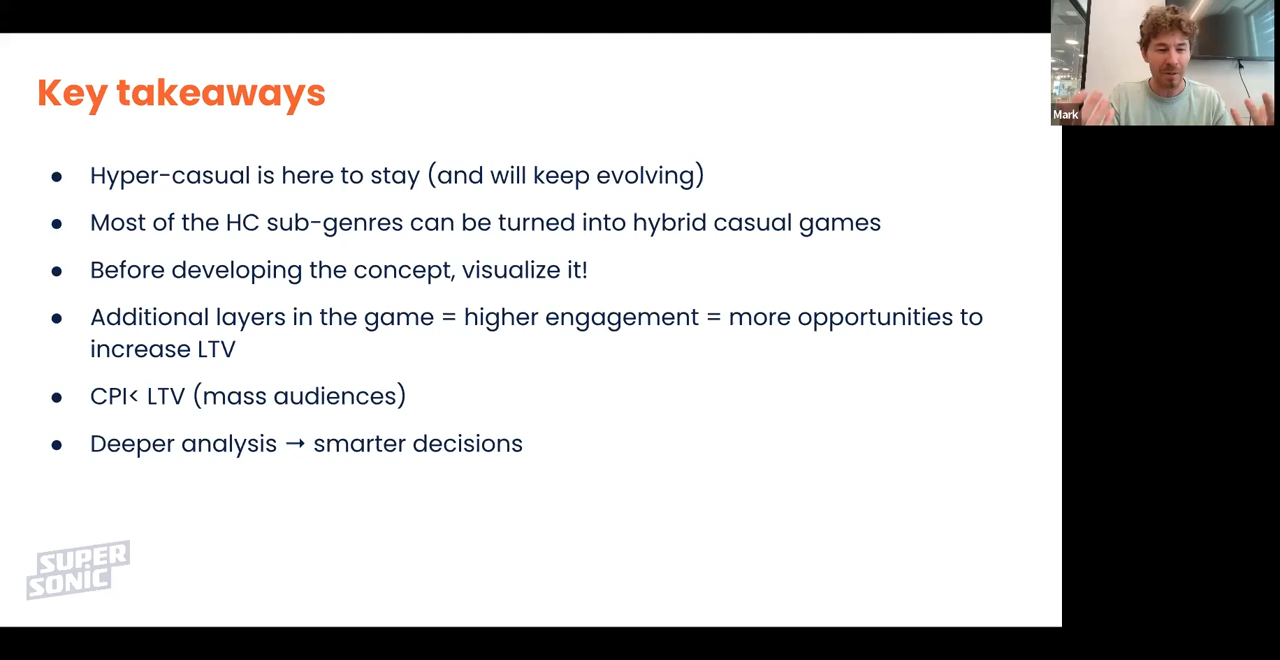 Key takeaways
● Hyper-casual is here to stay (and will keep evolving)
● Most of the HC sub-genres can be turned into hybrid casual games
● Before developing the concept, visualize it!
● Additional layers in the game = higher engagement = more opportunities to
increase LTV
● CPI< LTV (mass audiences)
● Deeper analysis → smarter decisions
SUPER
SONIC
Mark